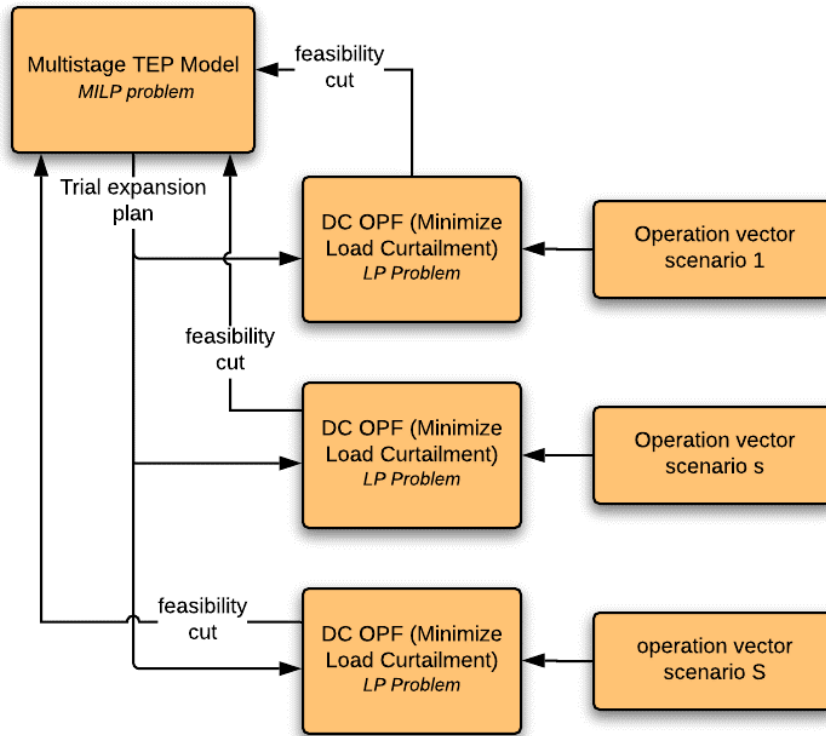 Multistage TEP Model
MILP problem
feasibility
cut
Trial expansion
plan
DC OPF (Minimize
Load Curtailment)
LP Problem
Operation vector
scenario 1
feasibility
cut
DC OPF (Minimize
Load Curtailment)
LP Problem
Operation vector
scenario s
feasibility
cut
DC OPF (Minimize
Load Curtailment)
LP Problem
operation vector
scenario S